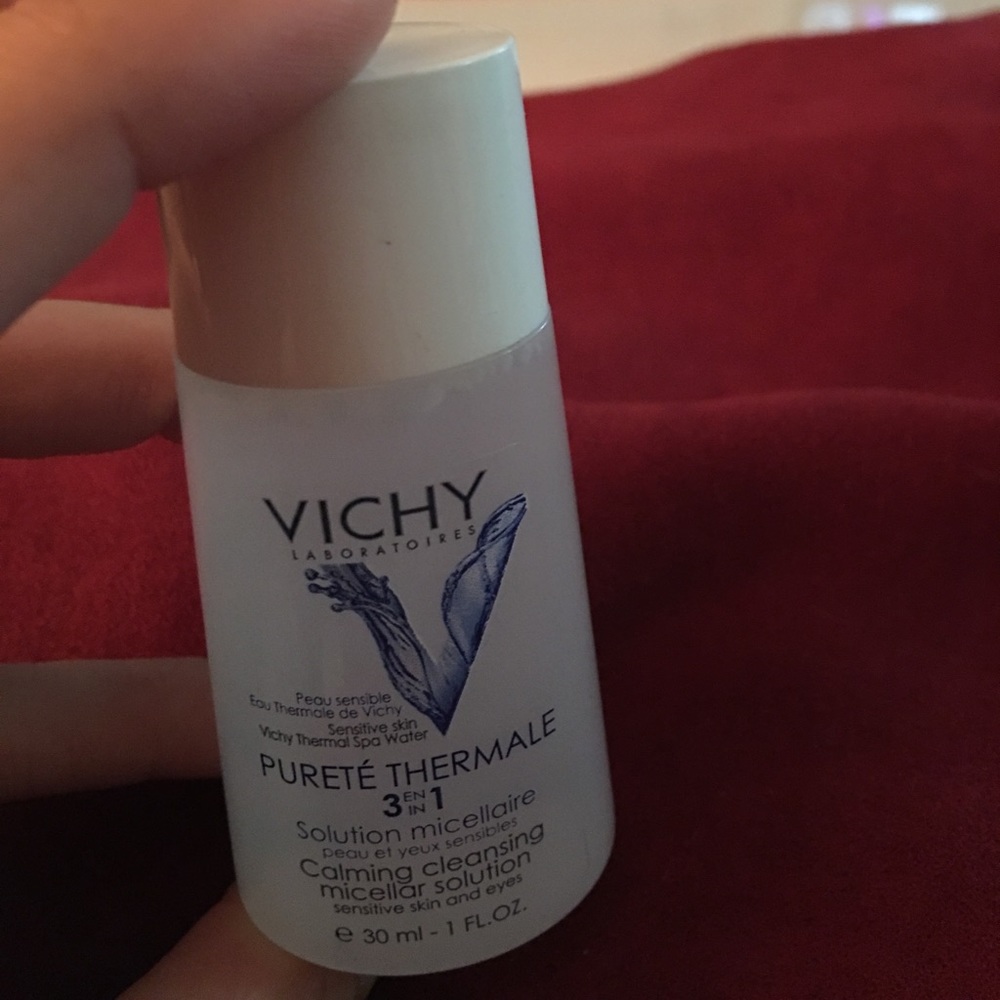 VICHY
LABORATOIRES
Peau sensible
Eau Thermale de Vichy
Sensitive skin
Vichy Thermal Spa Water
PURETÉ THERMALE
3 EN IN 1
Solution micellaire
peau et yeux sensibles
Calming cleansing
micellar solution
sensitive skin and eyes
℮ 30 ml - 1 FL.OZ.